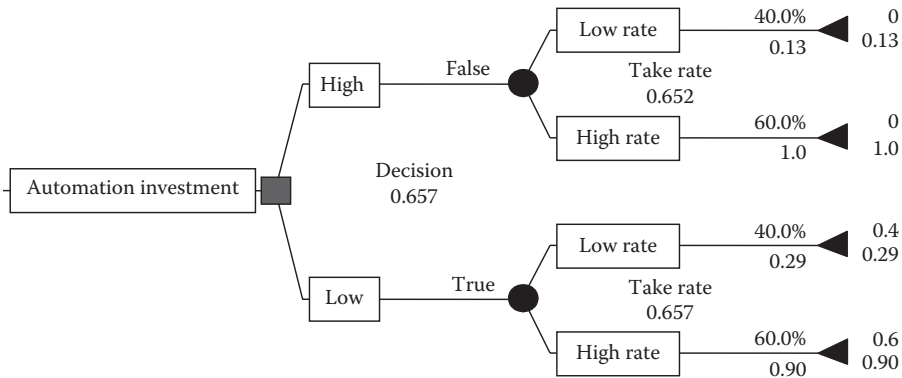 40.0%
0
Low rate
0.13
0.13
False
High
Take rate
0.652
60.0%
0
High rate
1.0
1.0
Automation investment
Decision
0.657
40.0%
0.4
Low rate
0.29
0.29
True
Low
Take rate
0.657
60.0%
0.6
High rate
0.90
0.90